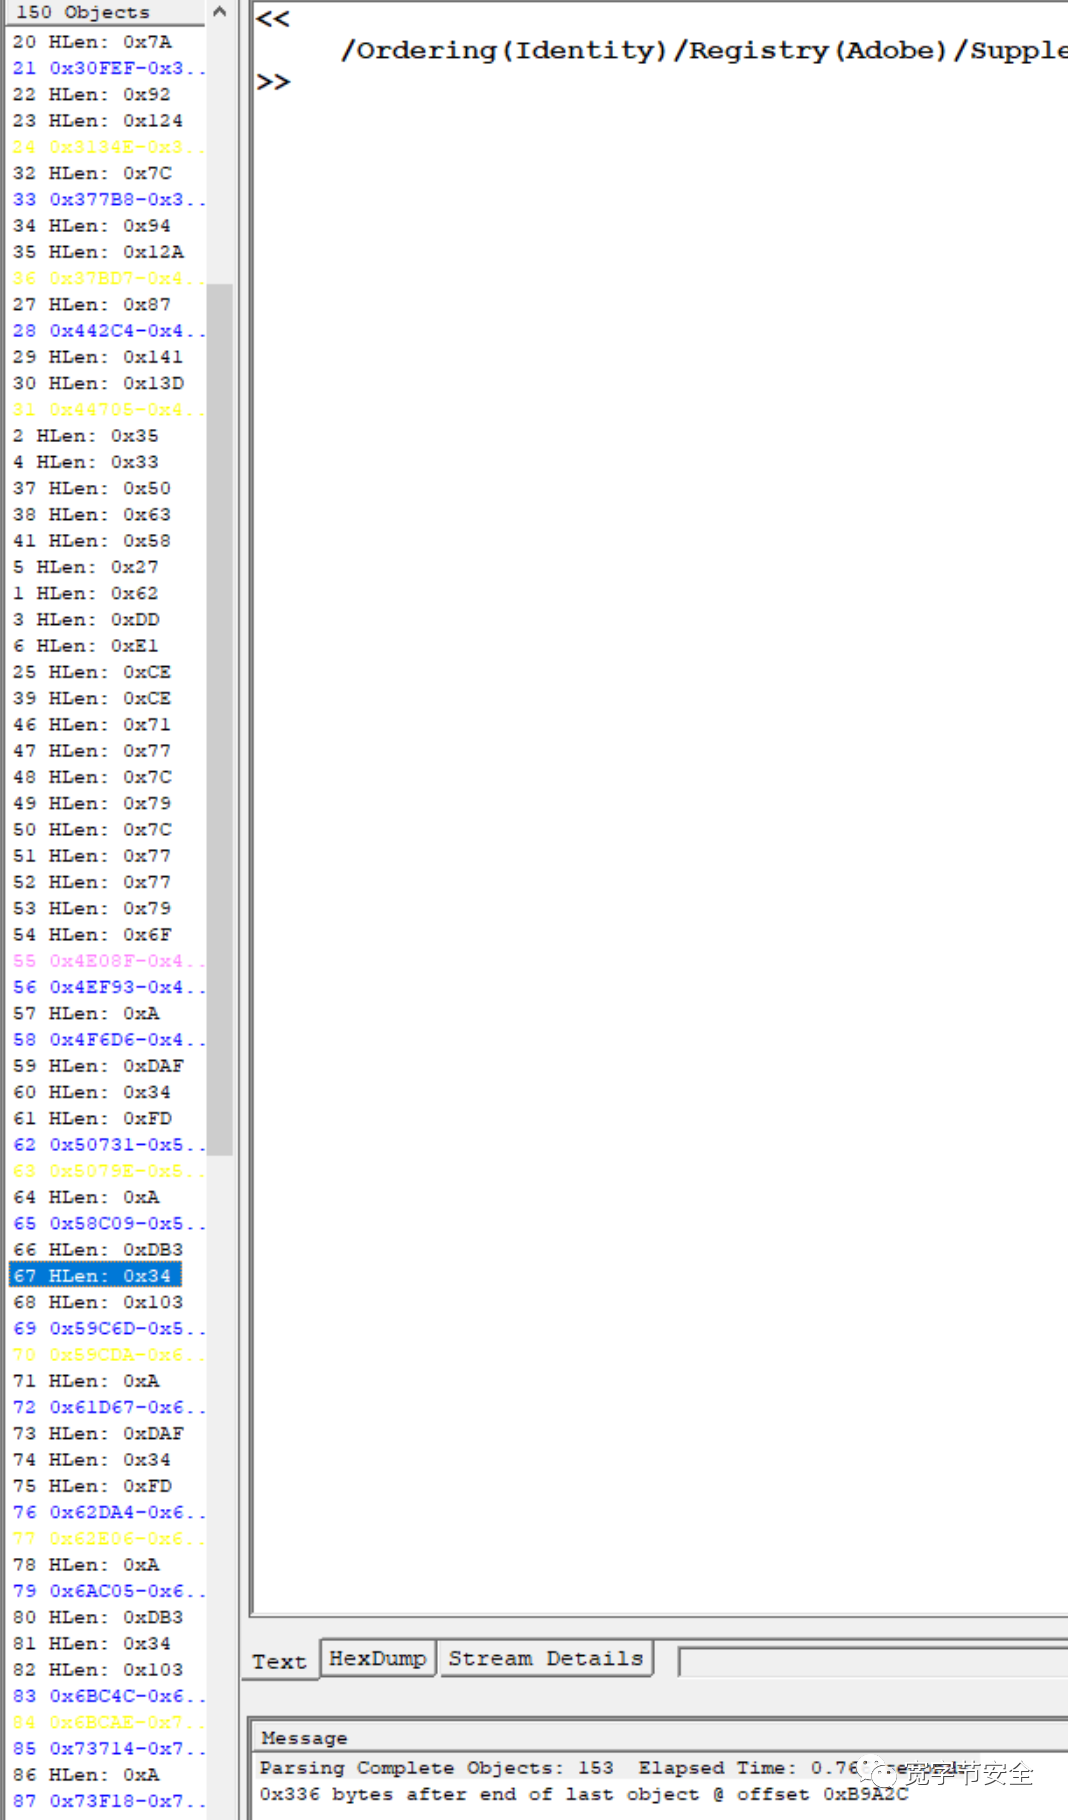 150 Objects
20 HLen: 0x7A
21 0x30FEF-0x3..
22 HLen: 0x92
23 HLen: 0x124
24 0x3134E-0x3..
32 HLen: 0x7C
33 0x377B8-0x3..
34 HLen: 0x94
35 HLen: 0x12A
36 0x37BD7-0x4..
27 HLen: 0x87
28 0x442C4-0x4..
29 HLen: 0x141
30 HLen: 0x13D
31 0x44705-0x4..
2 HLen: 0x35
4 HLen: 0x33
37 HLen: 0x50
38 HLen: 0x63
41 HLen: 0x58
5 HLen: 0x27
1 HLen: 0x62
3 HLen: 0xDD
6 HLen: 0xE1
25 HLen: 0xCE
39 HLen: 0xCE
46 HLen: 0x71
47 HLen: 0x77
48 HLen: 0x7C
49 HLen: 0x79
50 HLen: 0x7C
51 HLen: 0x77
52 HLen: 0x77
53 HLen: 0x79
54 HLen: 0x6F
55 0x4E08F-0x4..
56 0x4EF93-0x4..
57 HLen: 0xA
58 0x4F6D6-0x4..
59 HLen: 0xDAF
60 HLen: 0x34
61 HLen: 0xFD
62 0x50731-0x5..
63 0x5079E-0x5..
64 HLen: 0xA
65 0x58C09-0x5..
66 HLen: 0xDB3
67 HLen: 0x34
68 HLen: 0x103
69 0x59C6D-0x5..
70 0x59CDA-0x6..
71 HLen: 0xA
72 0x61D67-0x6..
73 HLen: 0xDAF
74 HLen: 0x34
75 HLen: 0xFD
76 0x62DA4-0x6..
77 0x62E06-0x6..
78 HLen: 0xA
79 0x6AC05-0x6..
80 HLen: 0xDB3
81 HLen: 0x34
82 HLen: 0x103
83 0x6BC4C-0x6..
84 0x6BCAE-0x7..
85 0x73714-0x7..
86 HLen: 0xA
87 0x73F18-0x7..
<<
/Ordering(Identity)/Registry(Adobe)/Supple
>>
Text HexDump Stream Details
Message
Parsing Complete Objects: 153 Elapsed Time:
0x336 bytes after end of last object @ offset 0xB9A2C
宽字节安全